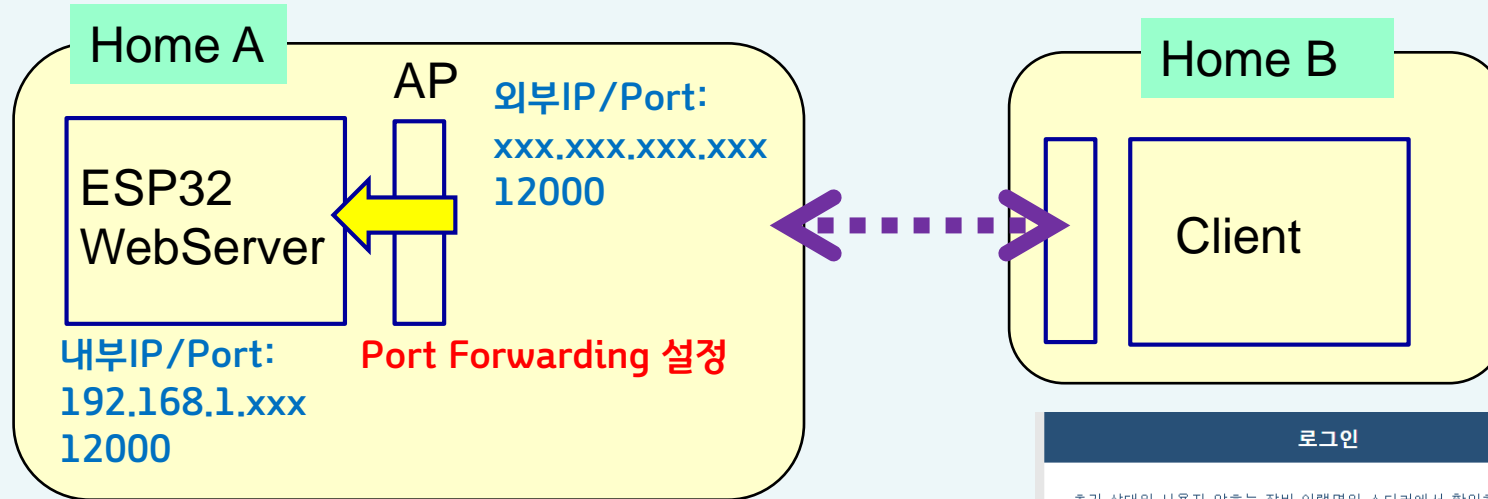 Home A
AP
외부IP/Port:
xxx.xxx.xxx.xxx
12000
ESP32
WebServer
내부IP/Port:
192.168.1.xxx
12000
Port Forwarding 설정
Home B
Client
로그인